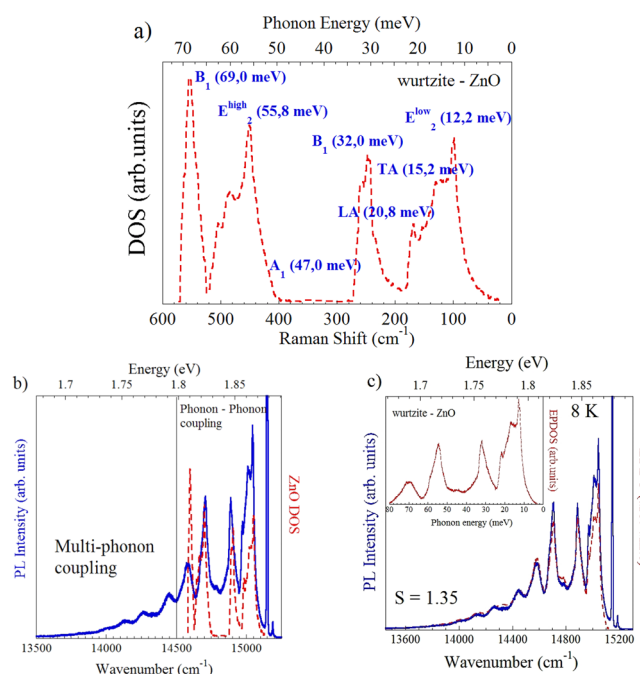 Phonon Energy (meV)
a)
70 60 50 40 30 20 10 0
B1 (69,0 meV)
wurtzite - ZnO
E^high_2 (55,8 meV)
E^low_2 (12,2 meV)
B1 (32,0 meV)
TA (15,2 meV)
LA (20,8 meV)
A1 (47,0 meV)
DOS (arb.units)
600 500 400 300 200 100 0
Raman Shift (cm-1)
b)
Energy (eV)
1.7 1.75 1.8 1.85
Phonon - Phonon
coupling
Multi-phonon
coupling
PL Intensity (arb. units)
ZnO DOS
13500 14000 14500 15000
Wavenumber (cm-1)
c)
Energy (eV)
1.7 1.75 1.8 1.85
wurtzite - ZnO
8 K
EPDOS (arb.units)
80 70 60 50 40 30 20 10 0
Phonon energy (meV)
PL Intensity (arb. units)
S = 1.35
13600 14000 14400 14800 15200
Wavenumber (cm-1)